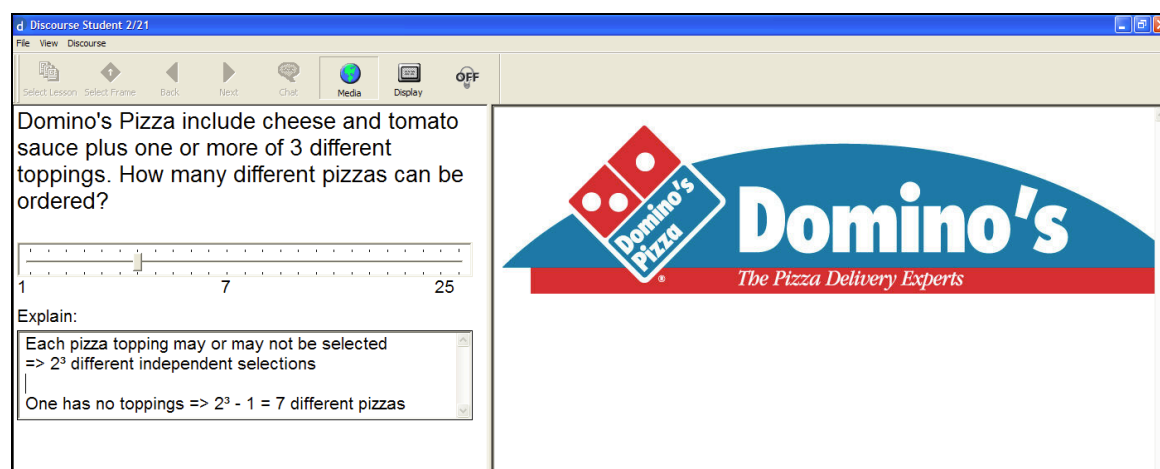 d Discourse Student 2/21
File View Discourse
Select Lesson Select Frame Back Next Chat Media Display OFF
Domino's Pizza include cheese and tomato
sauce plus one or more of 3 different
toppings. How many different pizzas can be
ordered?
1 7 25
Explain:
Each pizza topping may or may not be selected
=> 2³ different independent selections
One has no toppings => 2³ - 1 = 7 different pizzas
Domino's
Pizza
®
Domino's
The Pizza Delivery Experts